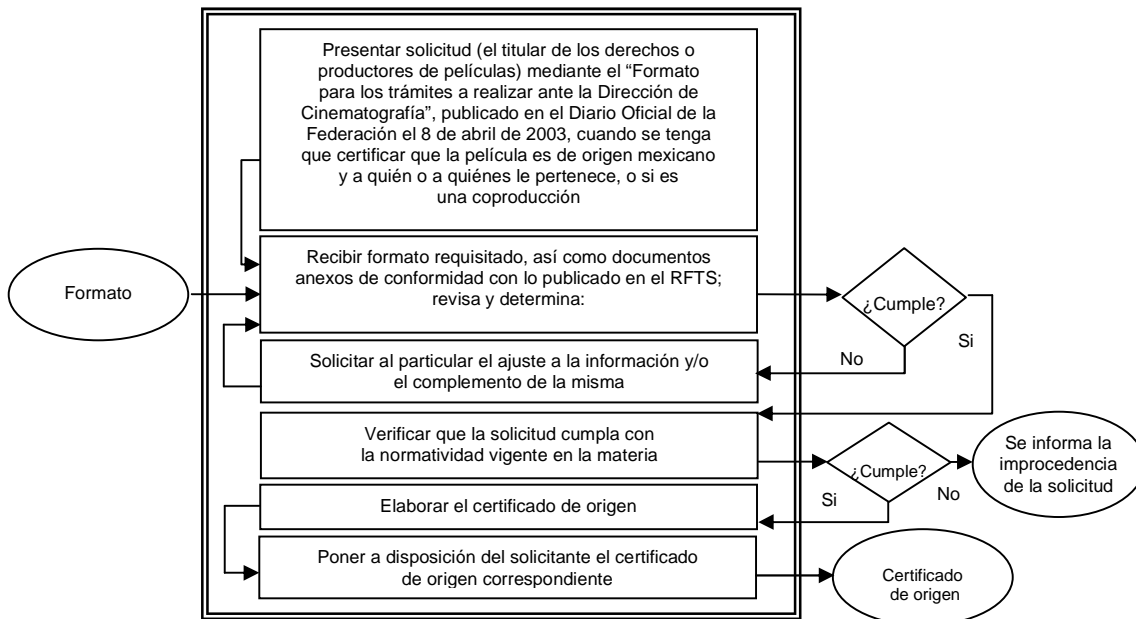 Presentar solicitud (el titular de los derechos o
productores de películas) mediante el “Formato
para los trámites a realizar ante la Dirección de
Cinematografía”, publicado en el Diario Oficial de la
Federación el 8 de abril de 2003, cuando se tenga
que certificar que la película es de origen mexicano
y a quién o a quiénes le pertenece, o si es
una coproducción
Formato
Recibir formato requisitado, así como documentos
anexos de conformidad con lo publicado en el RFTS;
revisa y determina:
¿Cumple?
No
Si
Solicitar al particular el ajuste a la información y/o
el complemento de la misma
Verificar que la solicitud cumpla con
la normatividad vigente en la materia
¿Cumple?
Si
No
Se informa la
improcedencia
de la solicitud
Elaborar el certificado de origen
Poner a disposición del solicitante el certificado
de origen correspondiente
Certificado
de origen